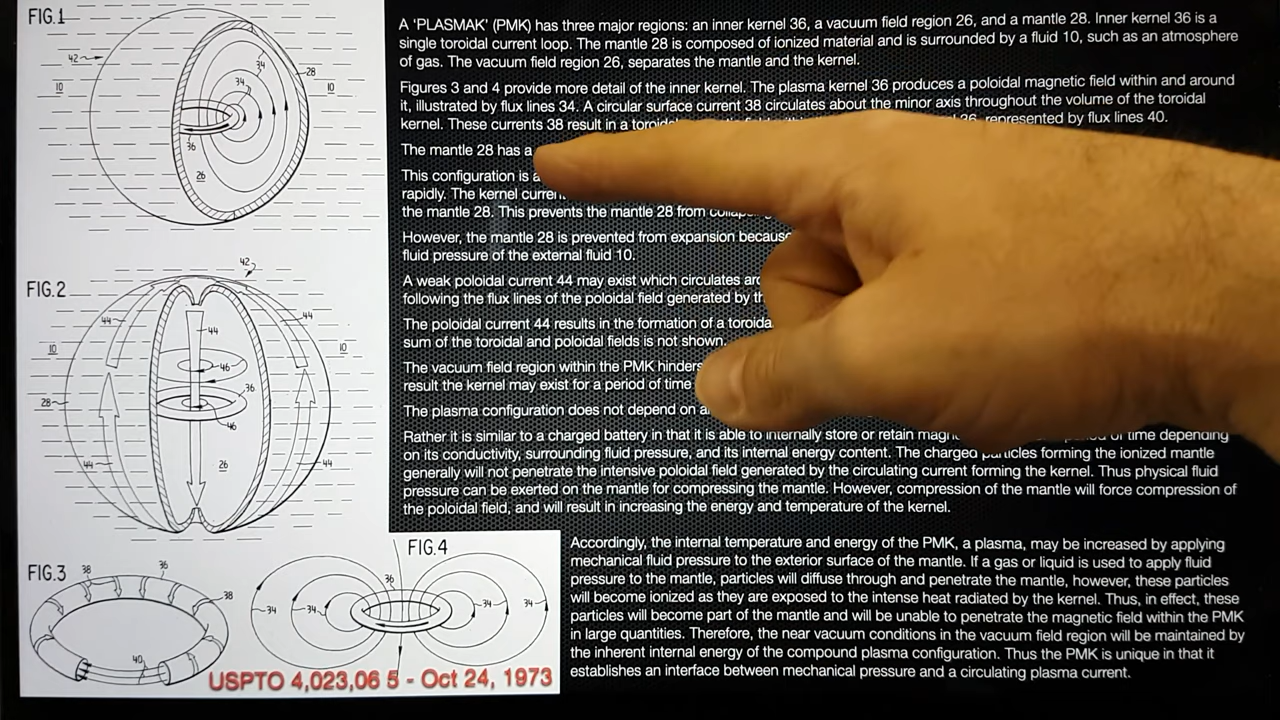 FIG.1
42
34
34
28
10
10
36
26
FIG.2
42
44
44
44
10
10
46
36
28
46
26
44
44
FIG.3
38
36
38
40
FIG.4
36
34
34
34
34
USPTO 4,023,06 5 - Oct 24, 1973
A 'PLASMAK' (PMK) has three major regions: an inner kernel 36, a vacuum field region 26, and a mantle 28. Inner kernel 36 is a
single toroidal current loop. The mantle 28 is composed of ionized material and is surrounded by a fluid 10, such as an atmosphere
of gas. The vacuum field region 26, separates the mantle and the kernel.
Figures 3 and 4 provide more detail of the inner kernel. The plasma kernel 36 produces a poloidal magnetic field within and around
it, illustrated by flux lines 34. A circular surface current 38 circulates about the minor axis throughout the volume of the toroidal
kernel. These currents 38 result in a represented by flux lines 40.
The mantle 28 has a
This configuration is
rapidly. The kernel
the mantle 28. This prevents the mantle 28 from
However, the mantle 28 is prevented from expansion because
fluid pressure of the external fluid 10.
A weak poloidal current 44 may exist which circulates
following the flux lines of the poloidal field generated by
The poloidal current 44 results in the formation of a
sum of the toroidal and poloidal fields is not shown.
The vacuum field region within the PMK hinders
result the kernel may exist for a period of time
The plasma configuration does not depend on
Rather it is similar to a charged battery in that it is able to internally store or retain of time depending
on its conductivity, surrounding fluid pressure, and its internal energy content. The charged particles forming the ionized mantle
generally will not penetrate the intensive poloidal field generated by the circulating current forming the kernel. Thus physical fluid
pressure can be exerted on the mantle for compressing the mantle. However, compression of the mantle will force compression of
the poloidal field, and will result in increasing the energy and temperature of the kernel.
Accordingly, the internal temperature and energy of the PMK, a plasma, may be increased by applying
mechanical fluid pressure to the exterior surface of the mantle. If a gas or liquid is used to apply fluid
pressure to the mantle, particles will diffuse through and penetrate the mantle, however, these particles
will become ionized as they are exposed to the intense heat radiated by the kernel. Thus, in effect, these
particles will become part of the mantle and will be unable to penetrate the magnetic field within the PMK
in large quantities. Therefore, the near vacuum conditions in the vacuum field region will be maintained by
the inherent internal energy of the compound plasma configuration. Thus the PMK is unique in that it
establishes an interface between mechanical pressure and a circulating plasma current.